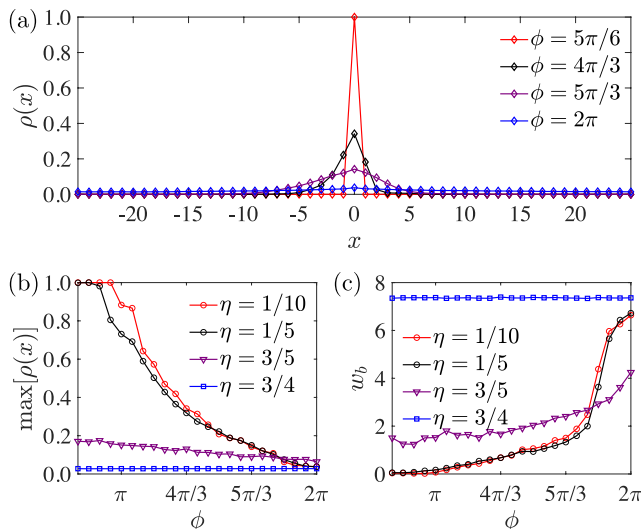 (a)
1.0
0.8
0.6
0.4
0.2
0.0
ρ(x)
ϕ = 5π/6
ϕ = 4π/3
ϕ = 5π/3
ϕ = 2π
-20 -15 -10 -5 0 5 10 15 20
x
(b)
1.0
0.8
0.6
0.4
0.2
0.0
max[ρ(x)]
η = 1/10
η = 1/5
η = 3/5
η = 3/4
π 4π/3 5π/3 2π
ϕ
(c)
8
6
4
2
0
w_b
η = 1/10
η = 1/5
η = 3/5
η = 3/4
π 4π/3 5π/3 2π
ϕ